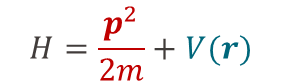 H = p²/2m + V(r)